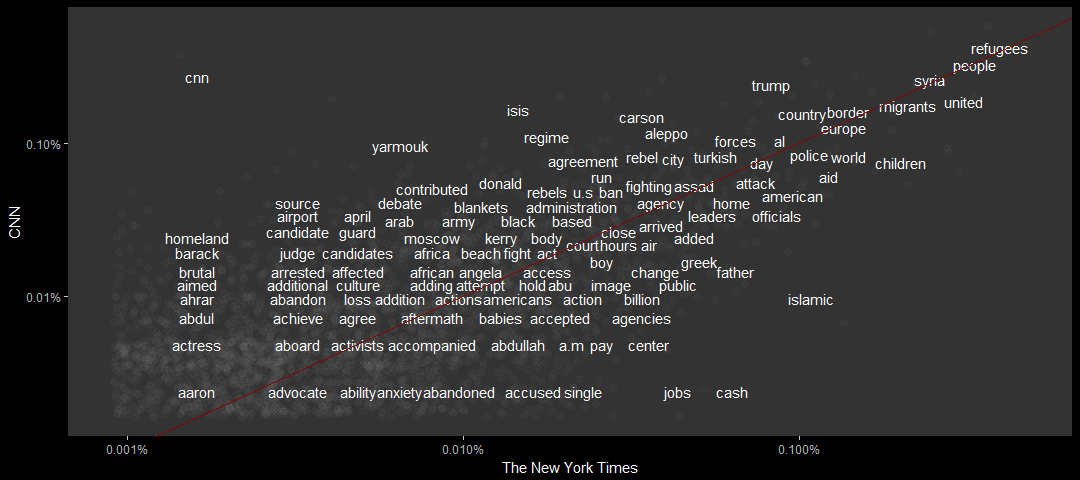 refugees
people
cnn
syria
trump
united
migrants
isis
country border
carson
europe
aleppo
regime
forces al
0.10%
yarmouk
agreement rebel city turkish day police world children
run
donald
aid
contributed
rebels u.s ban fighting assad attack
american
source debate blankets administration agency home
airport april arab army black based leaders officials
candidate guard close arrived
CNN
homeland moscow kerry body courthours air added
barack judge candidates africa beach fight act
boy greek
brutal arrested affected african angela access change father
aimed additional culture adding attempt hold abu image public
0.01%
ahrar abandon loss addition actions americans action billion islamic
abdul achieve agree aftermath babies accepted agencies
actress aboard activists accompanied abdullah a.m pay center
aaron advocate ability anxiety abandoned accused single jobs cash
0.001% 0.010% 0.100%
The New York Times